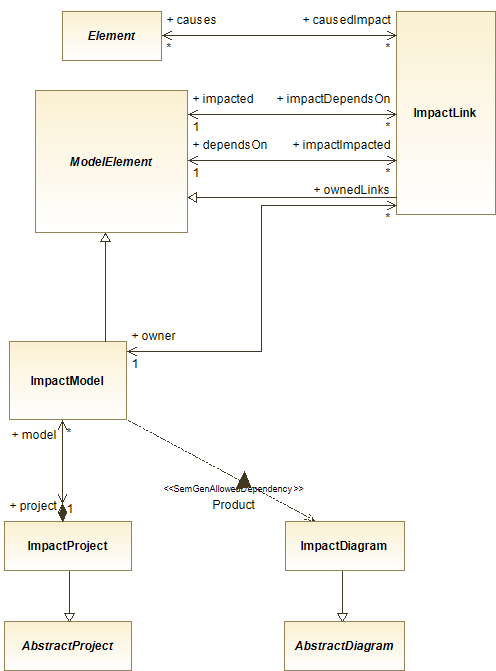 + causes + causedImpact
Element
* *
+ impacted + impactDependsOn
ImpactLink
1 *
+ dependsOn + impactImpacted
ModelElement
1 *
+ ownedLinks
*
+ owner
1
ImpactModel
+ model *
<<SemGenAllowedDependency>>
+ project 1
Product
ImpactProject ImpactDiagram
AbstractProject AbstractDiagram